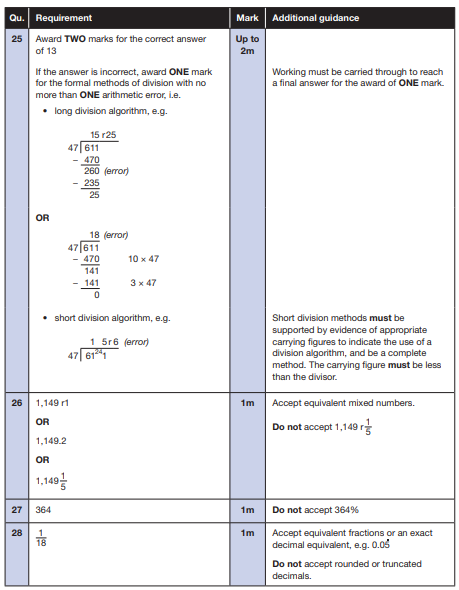 Qu. Requirement Mark Additional guidance
25 Award TWO marks for the correct answer of 13
Up to 2m
If the answer is incorrect, award ONE mark
for the formal methods of division with no
more than ONE arithmetic error, i.e.
Working must be carried through to reach
a final answer for the award of ONE mark.
• long division algorithm, e.g.
15 r25
47 611
– 470
260 (error)
– 235
25
OR
18 (error)
47 611
– 470 10 × 47
141
– 141 3 × 47
0
• short division algorithm, e.g.
1 5 r 6 (error)
47 61²⁴1
Short division methods must be
supported by evidence of appropriate
carrying figures to indicate the use of a
division algorithm, and be a complete
method. The carrying figure must be less
than the divisor.
26 1,149 r1 1m Accept equivalent mixed numbers.
OR
Do not accept 1,149 r 1/5
1,149.2
OR
1,149 1/5
27 364 1m Do not accept 364%
28 1/18 1m Accept equivalent fractions or an exact
decimal equivalent, e.g. 0.05̇
Do not accept rounded or truncated
decimals.